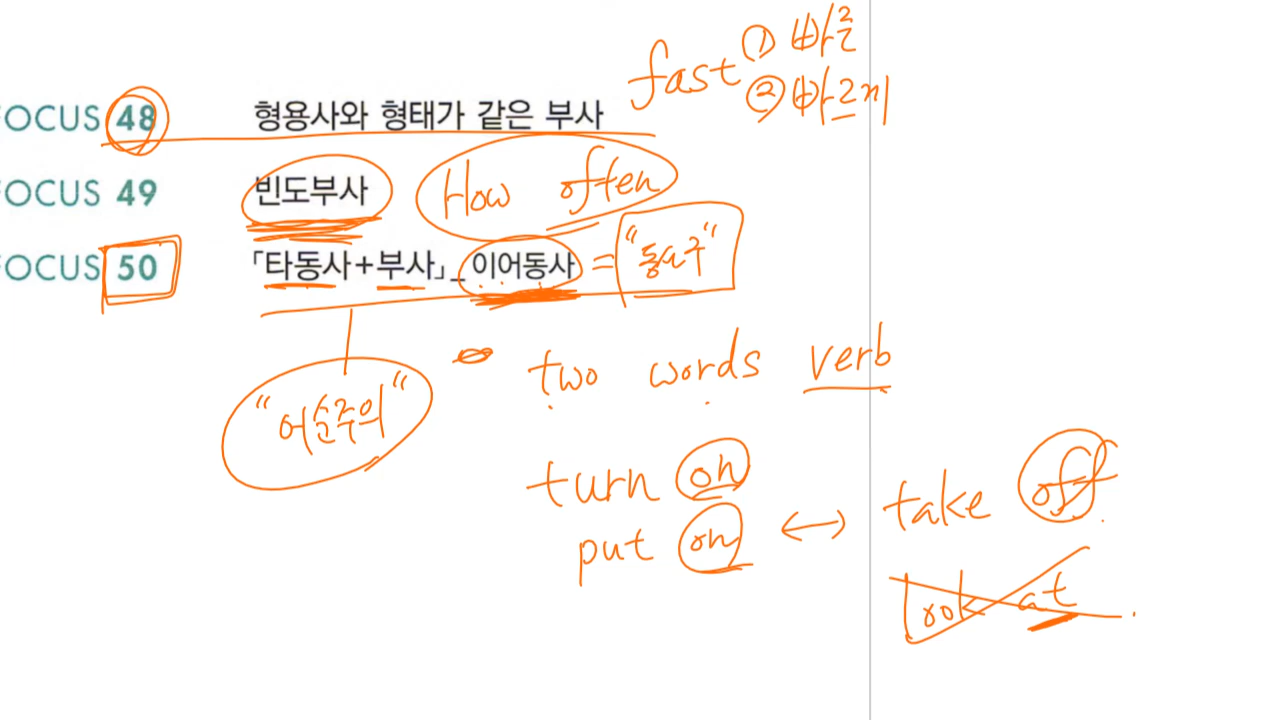 fast ① 빠른
② 빠르게
FOCUS 48 형용사와 형태가 같은 부사
FOCUS 49 빈도부사 How often
FOCUS 50 「타동사+부사」_이어동사 = "동사구"
"어순주의"
two words verb
turn on
put on ↔ take off
look at